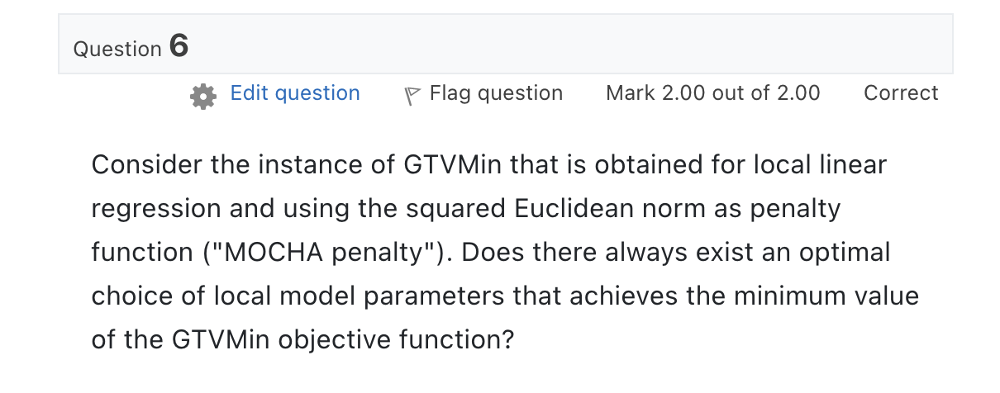 Question 6
Edit question Flag question Mark 2.00 out of 2.00 Correct
Consider the instance of GTVMin that is obtained for local linear
regression and using the squared Euclidean norm as penalty
function ("MOCHA penalty"). Does there always exist an optimal
choice of local model parameters that achieves the minimum value
of the GTVMin objective function?